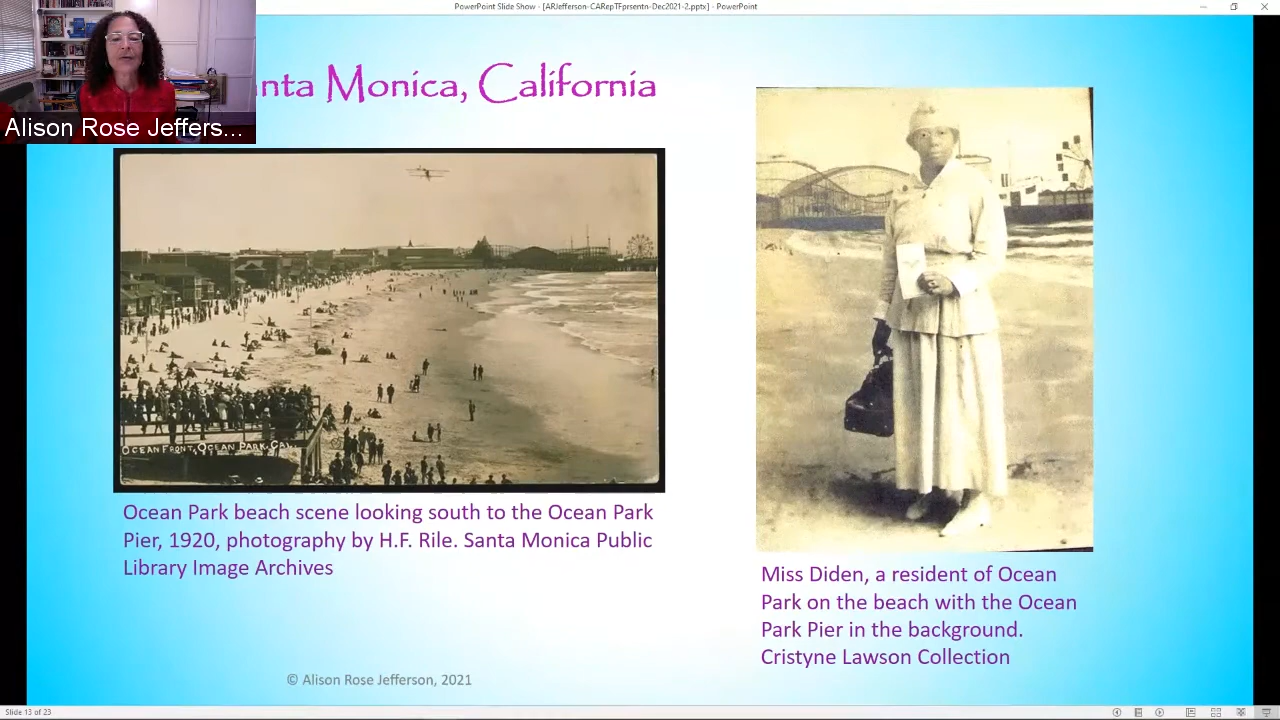 PowerPoint Slide Show - [ARJefferson-CARepTFprsentn-Dec2021-2.pptx] - PowerPoint
Alison Rose Jeffers...
nta Monica, California
OCEAN FRONT, OCEAN PARK, CAL.
Ocean Park beach scene looking south to the Ocean Park
Pier, 1920, photography by H.F. Rile. Santa Monica Public
Library Image Archives
Miss Diden, a resident of Ocean
Park on the beach with the Ocean
Park Pier in the background.
Cristyne Lawson Collection
© Alison Rose Jefferson, 2021
Slide 13 of 23